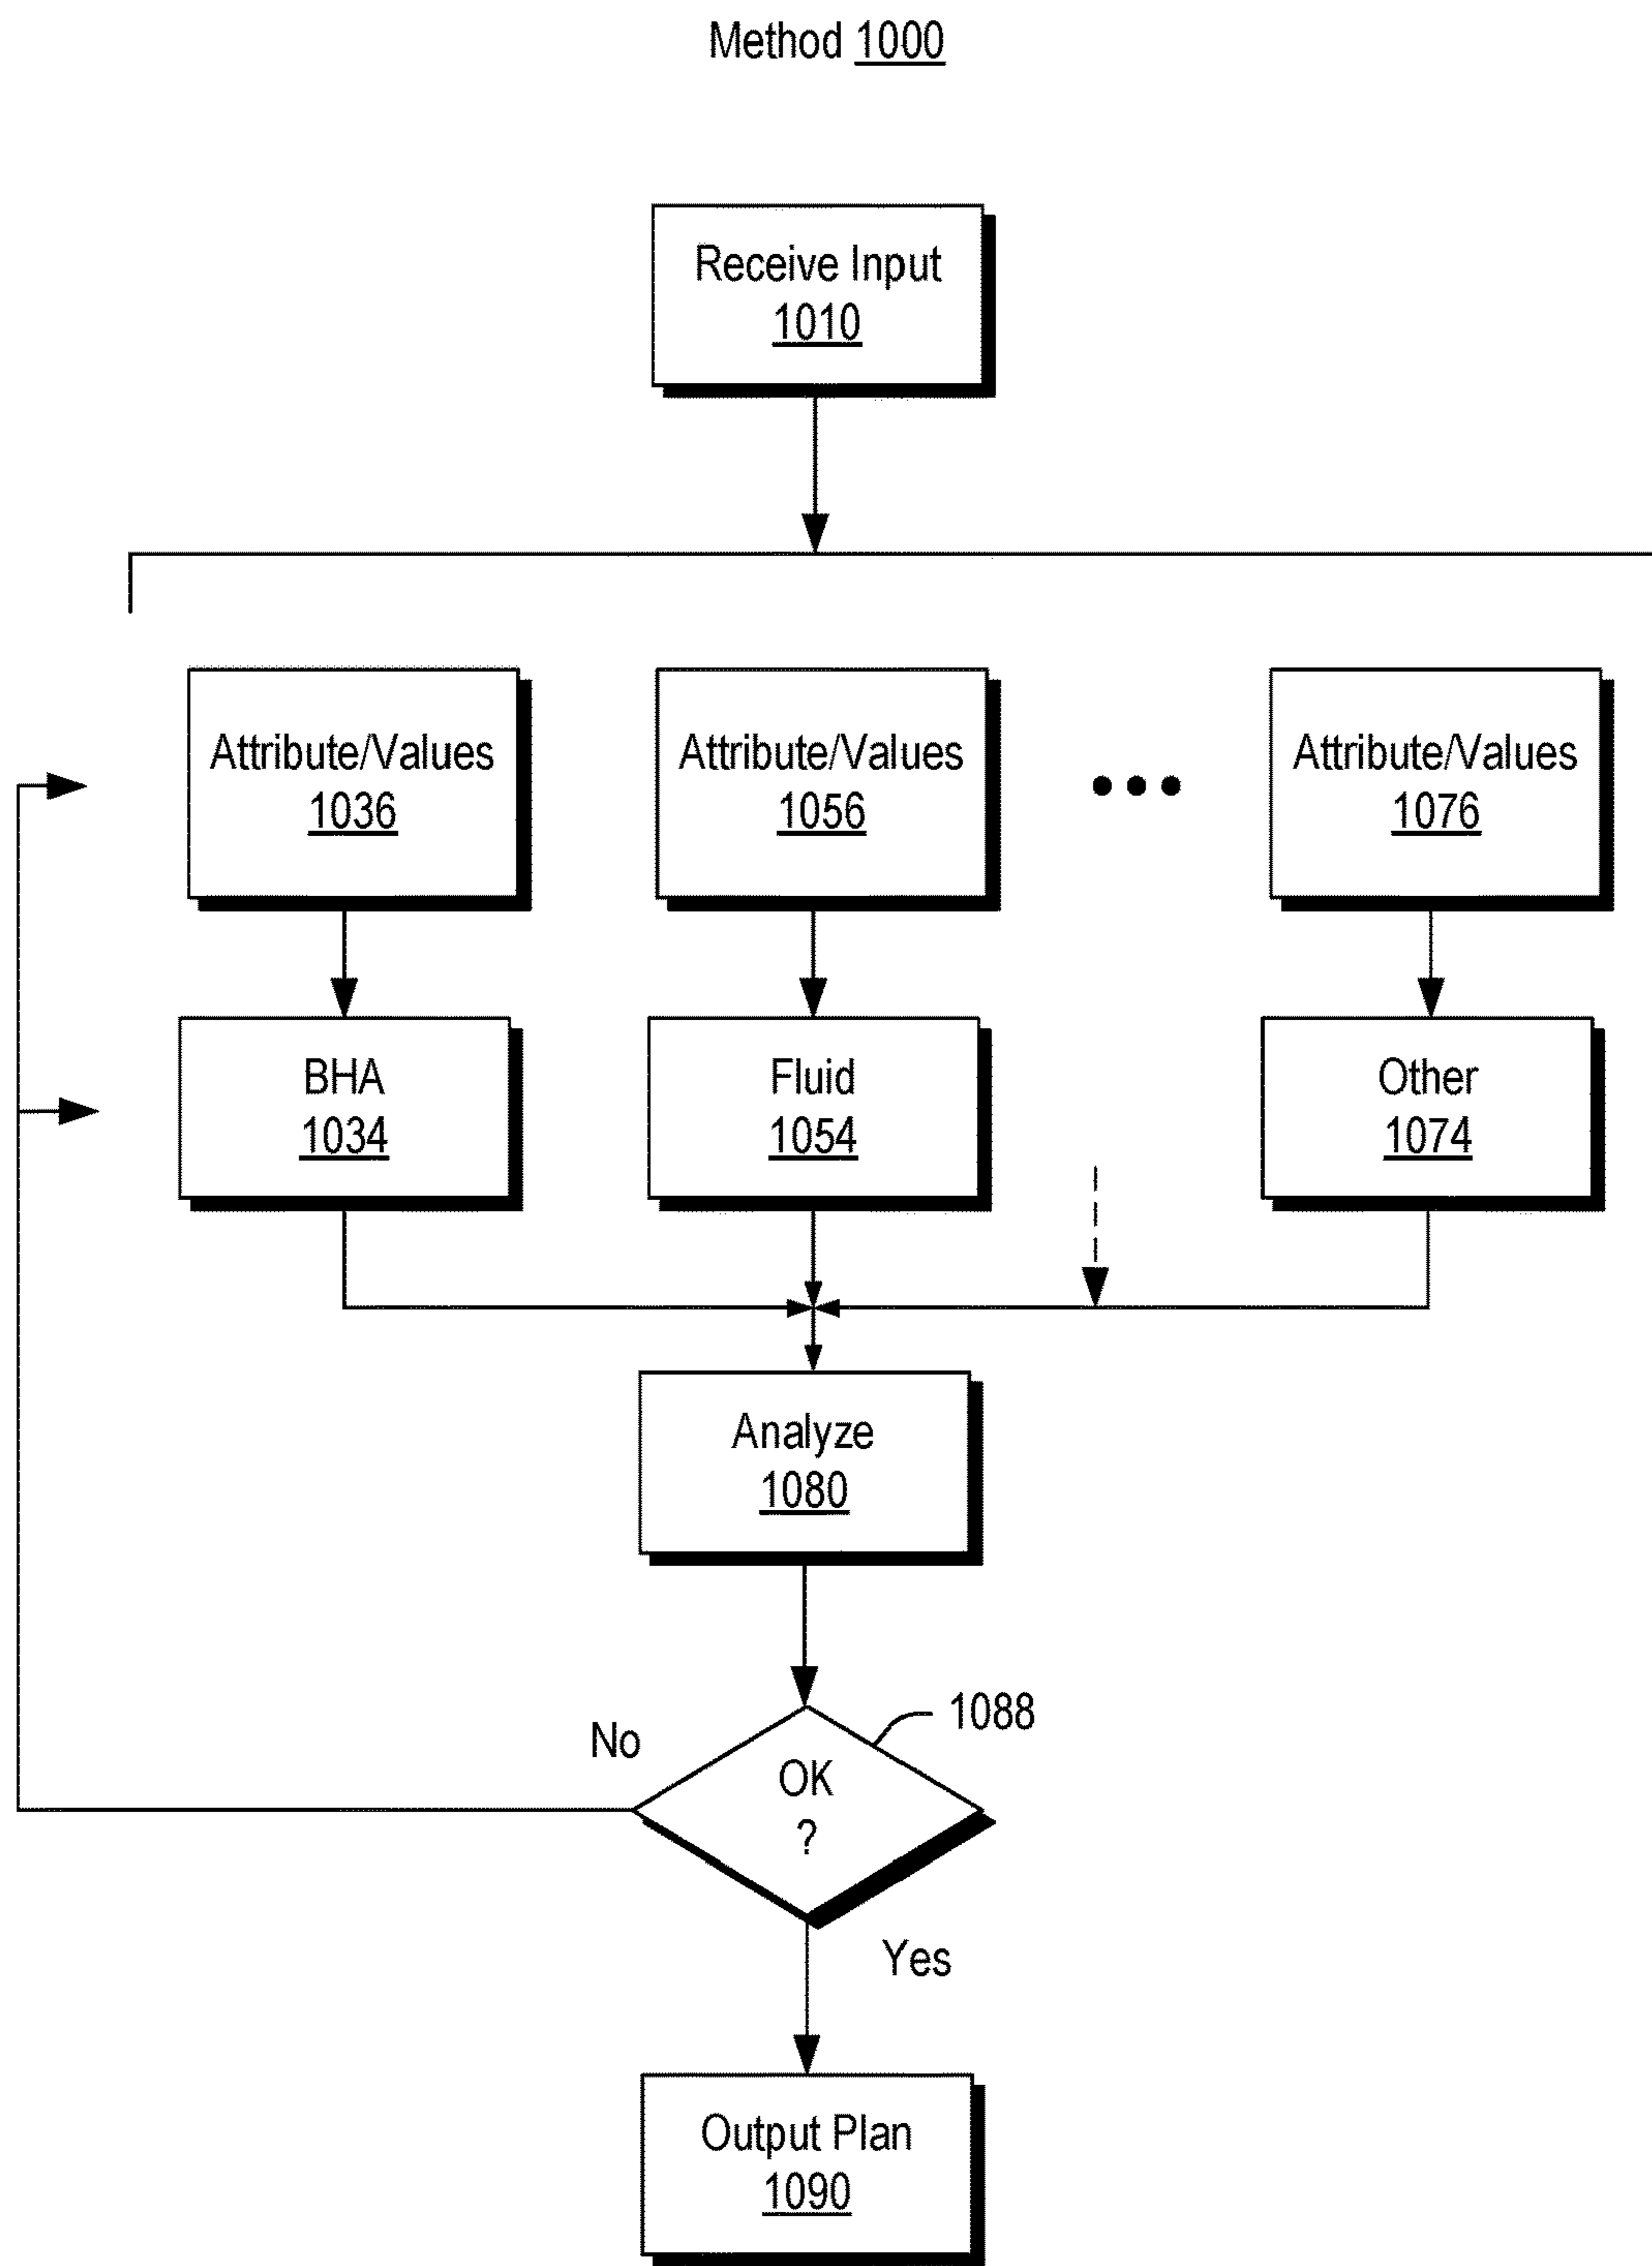 Method 1000
Receive Input
1010
Attribute/Values
1036
Attribute/Values
1056
Attribute/Values
1076
BHA
1034
Fluid
1054
Other
1074
Analyze
1080
No
1088
OK
?
Yes
Output Plan
1090